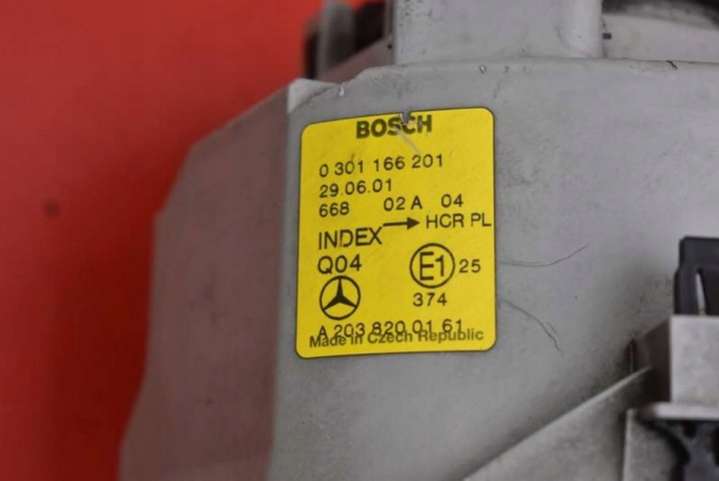 BOSCH
0 301 166 201
29.06.01
668 02 A 04
INDEX → HCR PL
Q04 E1 25
374
A 203 820 01 61
Made in Czech Republic